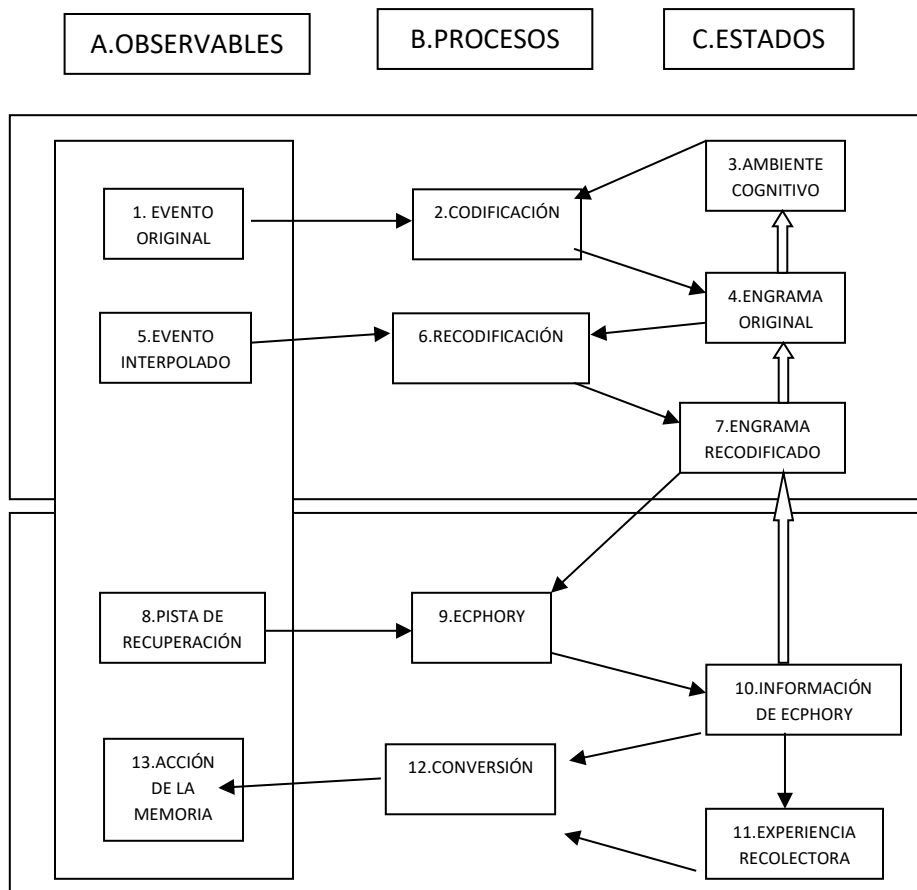 A.OBSERVABLES
B.PROCESOS
C.ESTADOS
1. EVENTO
ORIGINAL
2.CODIFICACIÓN
3.AMBIENTE
COGNITIVO
4.ENGRAMA
ORIGINAL
5.EVENTO
INTERPOLADO
6.RECODIFICACIÓN
7.ENGRAMA
RECODIFICADO
8.PISTA DE
RECUPERACIÓN
9.ECPHORY
10.INFORMACIÓN
DE ECPHORY
11.EXPERIENCIA
RECOLECTORA
12.CONVERSIÓN
13.ACCIÓN
DE LA
MEMORIA